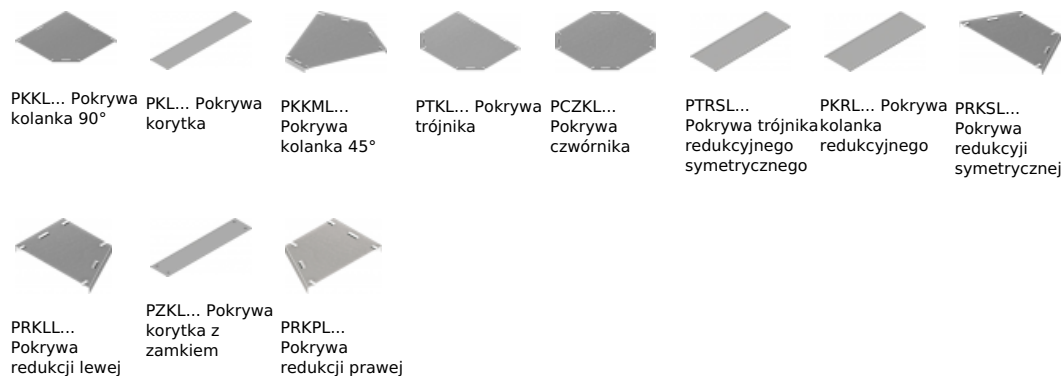 PKKL... Pokrywa
kolanka 90°
PKL... Pokrywa
korytka
PKKML...
Pokrywa
kolanka 45°
PTKL... Pokrywa
trójnika
PCZKL...
Pokrywa
czwórnika
PTRSL...
Pokrywa trójnika
redukcyjnego
symetrycznego
PKRL... Pokrywa
kolanka
redukcyjnego
PRKSL...
Pokrywa
redukcyji
symetrycznej
PRKLL...
Pokrywa
redukcji lewej
PZKL... Pokrywa
korytka z
zamkiem
PRKPL...
Pokrywa
redukcji prawej